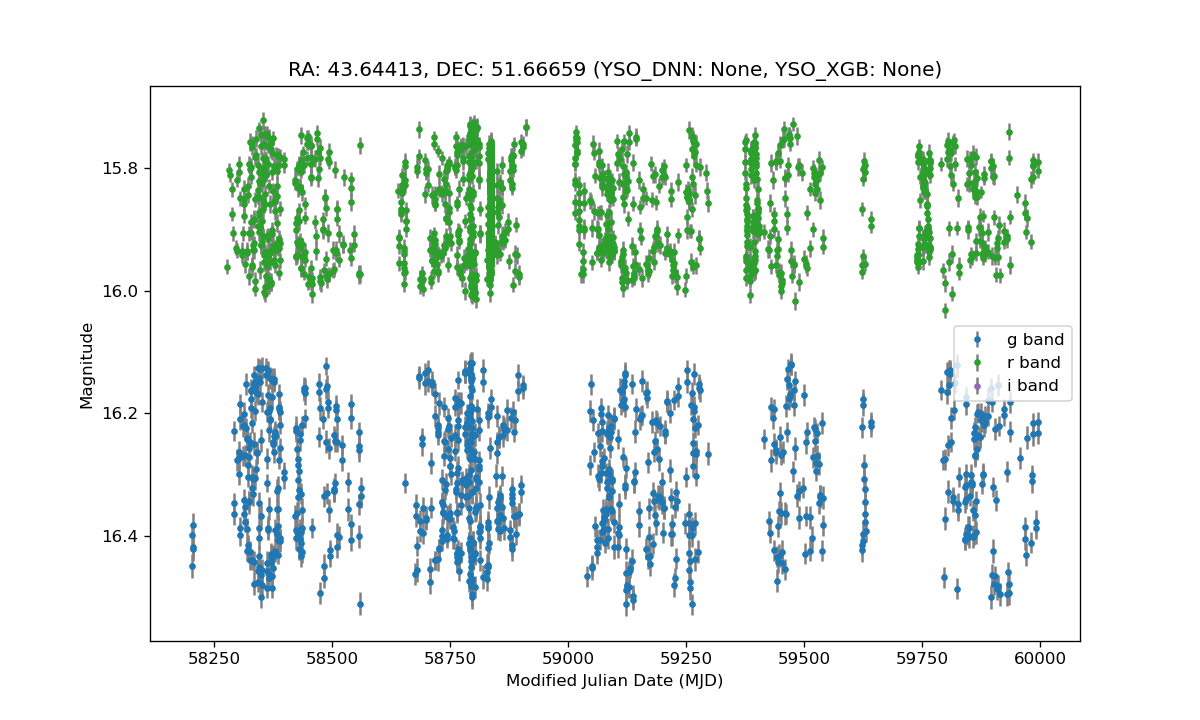 RA: 43.64413, DEC: 51.66659 (YSO_DNN: None, YSO_XGB: None)
15.8
16.0
16.2
16.4
Magnitude
g band
r band
i band
58250 58500 58750 59000 59250 59500 59750 60000
Modified Julian Date (MJD)